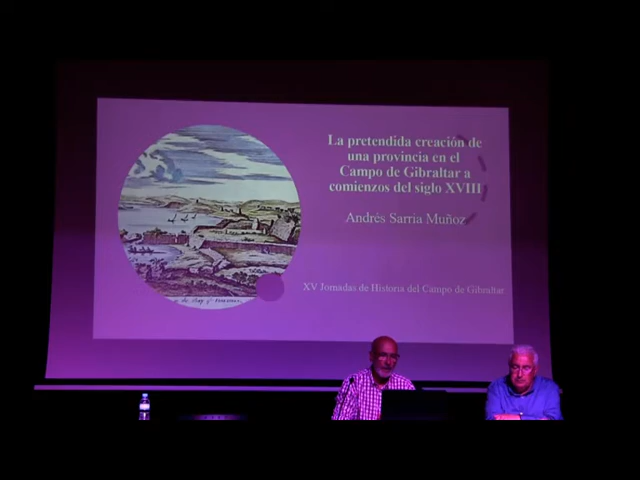 La pretendida creación de
una provincia en el
Campo de Gibraltar a
comienzos del siglo XVIII
Andrés Sarria Muñoz
XV Jornadas de Historia del Campo de Gibraltar